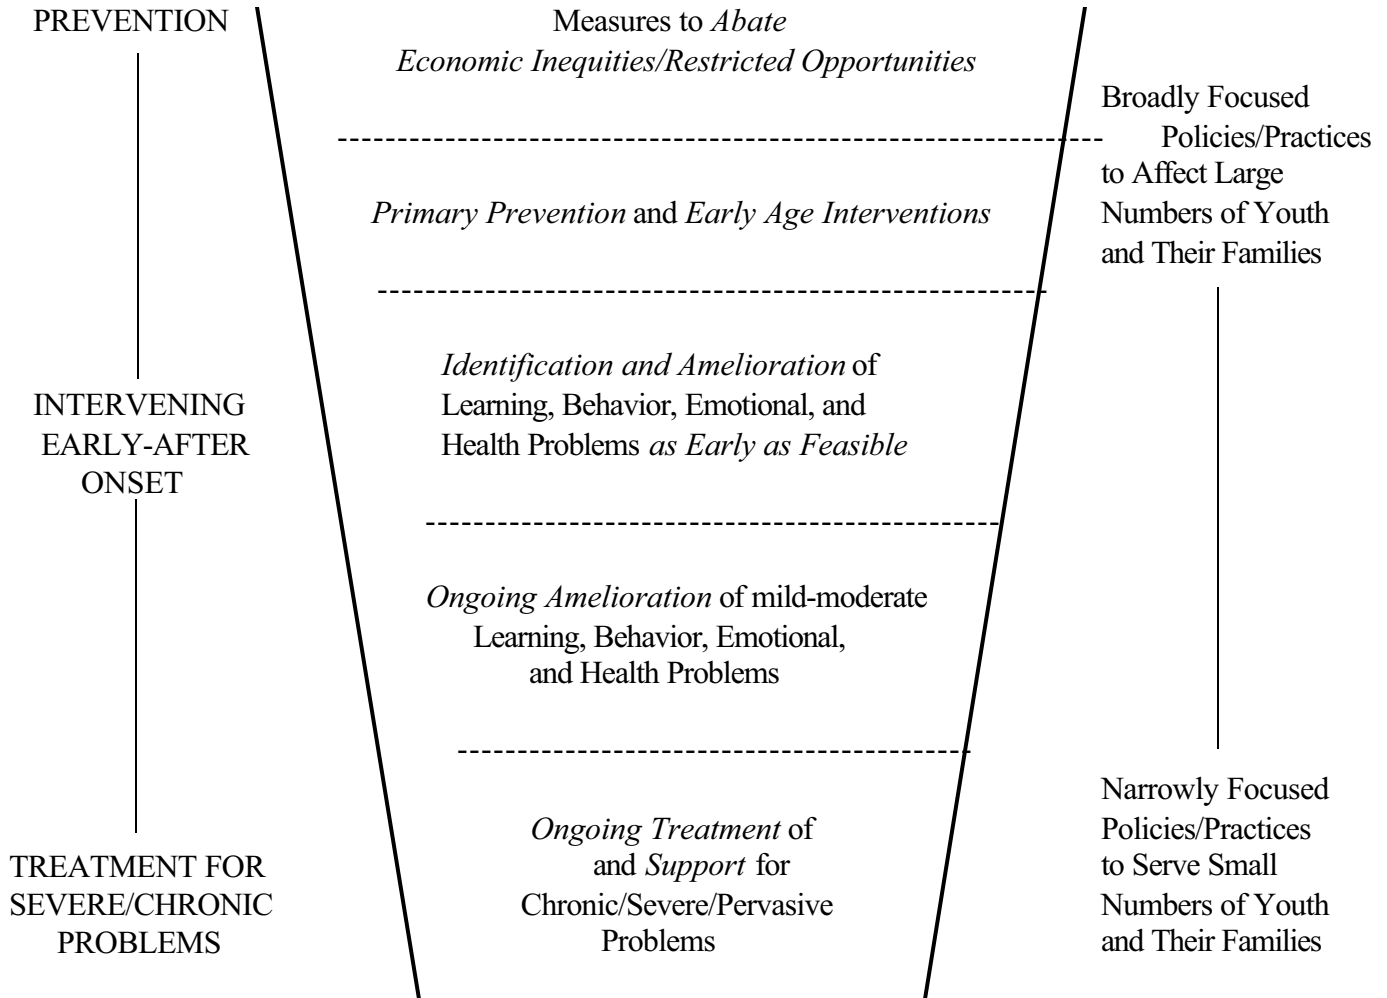 PREVENTION
Measures to Abate
Economic Inequities/Restricted Opportunities
Broadly Focused
Policies/Practices
to Affect Large
Numbers of Youth
and Their Families
Primary Prevention and Early Age Interventions
INTERVENING
EARLY-AFTER
ONSET
Identification and Amelioration of
Learning, Behavior, Emotional, and
Health Problems as Early as Feasible
Ongoing Amelioration of mild-moderate
Learning, Behavior, Emotional,
and Health Problems
TREATMENT FOR
SEVERE/CHRONIC
PROBLEMS
Ongoing Treatment of
and Support for
Chronic/Severe/Pervasive
Problems
Narrowly Focused
Policies/Practices
to Serve Small
Numbers of Youth
and Their Families